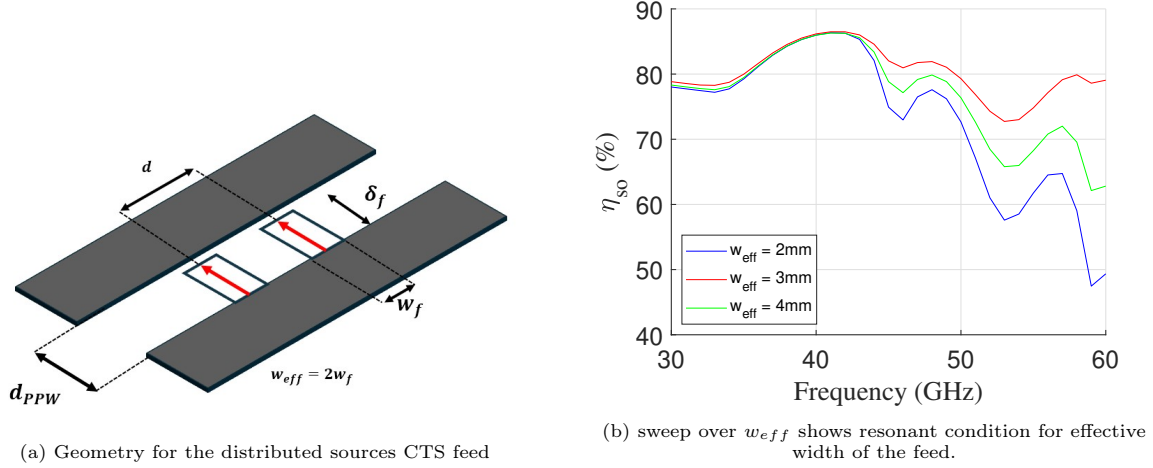 d
δ_f
w_f
w_eff = 2w_f
d_PPW
(a) Geometry for the distributed sources CTS feed
90
80
70
60
50
40
η_so (%)
w_eff = 2mm
w_eff = 3mm
w_eff = 4mm
30
40
50
60
Frequency (GHz)
(b) sweep over w_eff shows resonant condition for effective
width of the feed.